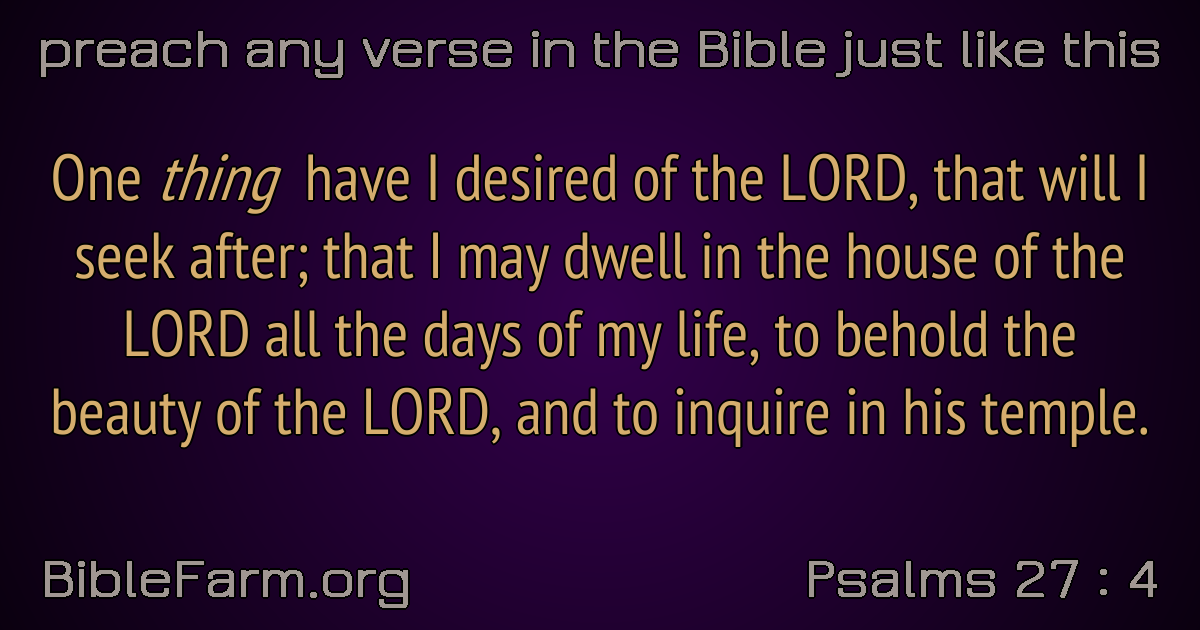 preach any verse in the Bible just like this
One thing have I desired of the LORD, that will I
seek after; that I may dwell in the house of the
LORD all the days of my life, to behold the
beauty of the LORD, and to inquire in his temple.
BibleFarm.org
Psalms 27 : 4